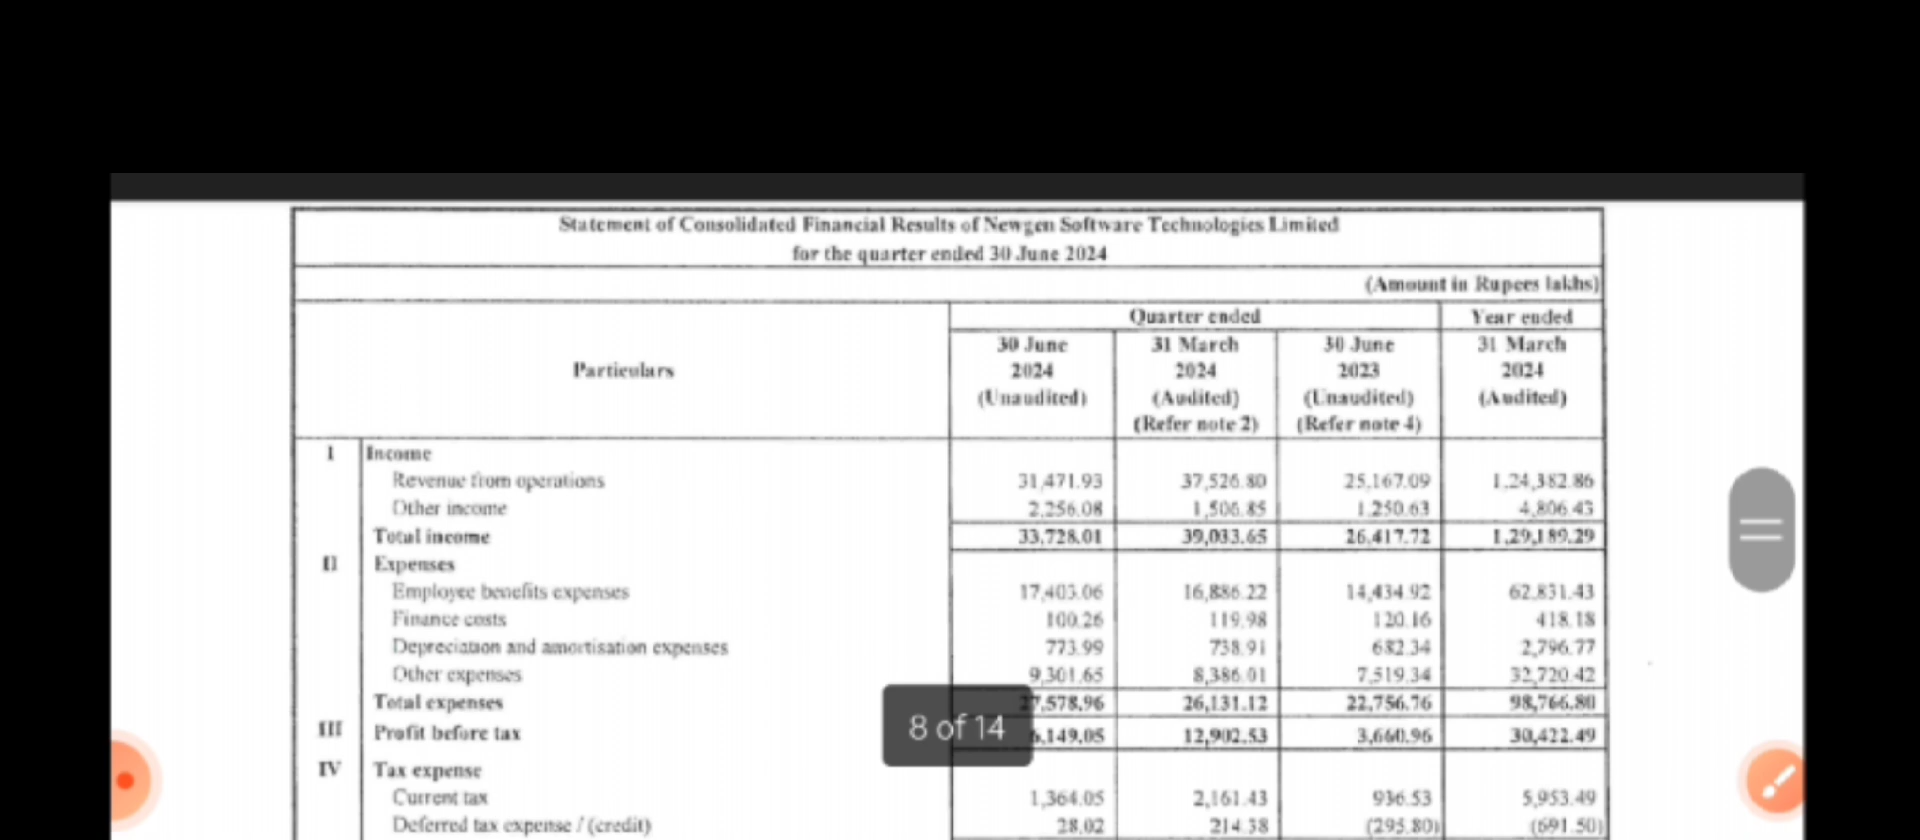 Statement of Consolidated Financial Results of Newgen Software Technologies Limited
for the quarter ended 30 June 2024
(Amount in Rupees lakhs)
Particulars Quarter ended Year ended
30 June 31 March 30 June 31 March
2024 2024 2023 2024
(Unaudited) (Audited) (Unaudited) (Audited)
(Refer note 2) (Refer note 4)
I Income
Revenue from operations 31,471.93 37,526.80 25,167.09 1,24,382.86
Other income 2,256.08 1,506.85 1,250.63 4,806.43
Total income 33,728.01 39,033.65 26,417.72 1,29,189.29
II Expenses
Employee benefits expenses 17,403.06 16,886.22 14,434.92 62,831.43
Finance costs 100.26 119.98 120.16 418.18
Depreciation and amortisation expenses 773.99 738.91 682.34 2,796.77
Other expenses 9,301.65 8,386.01 7,519.34 32,720.42
Total expenses 27,578.96 26,131.12 22,756.76 98,766.80
III Profit before tax 6,149.05 12,902.53 3,660.96 30,422.49
8 of 14
IV Tax expense
Current tax 1,364.05 2,161.43 936.53 5,953.49
Deferred tax expense / (credit) 28.02 214.38 (295.80) (691.50)